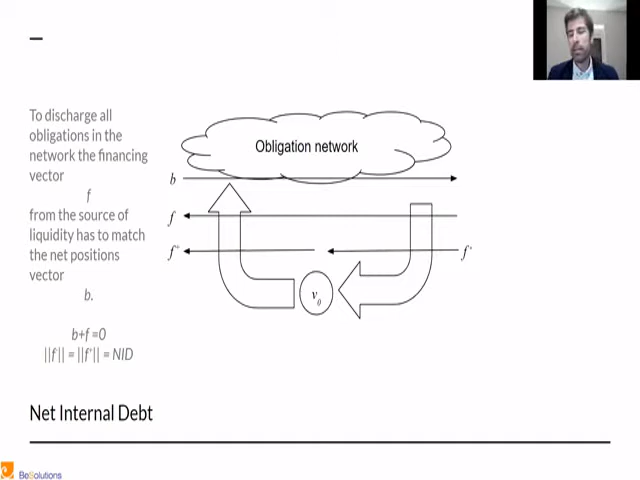 To discharge all
obligations in the
network the financing
vector
f
from the source of
liquidity has to match
the net positions
vector
b.
b+f =0
||f|| = ||f'|| = NID
Obligation network
b
f
v₀
Net Internal Debt
BeSolutions